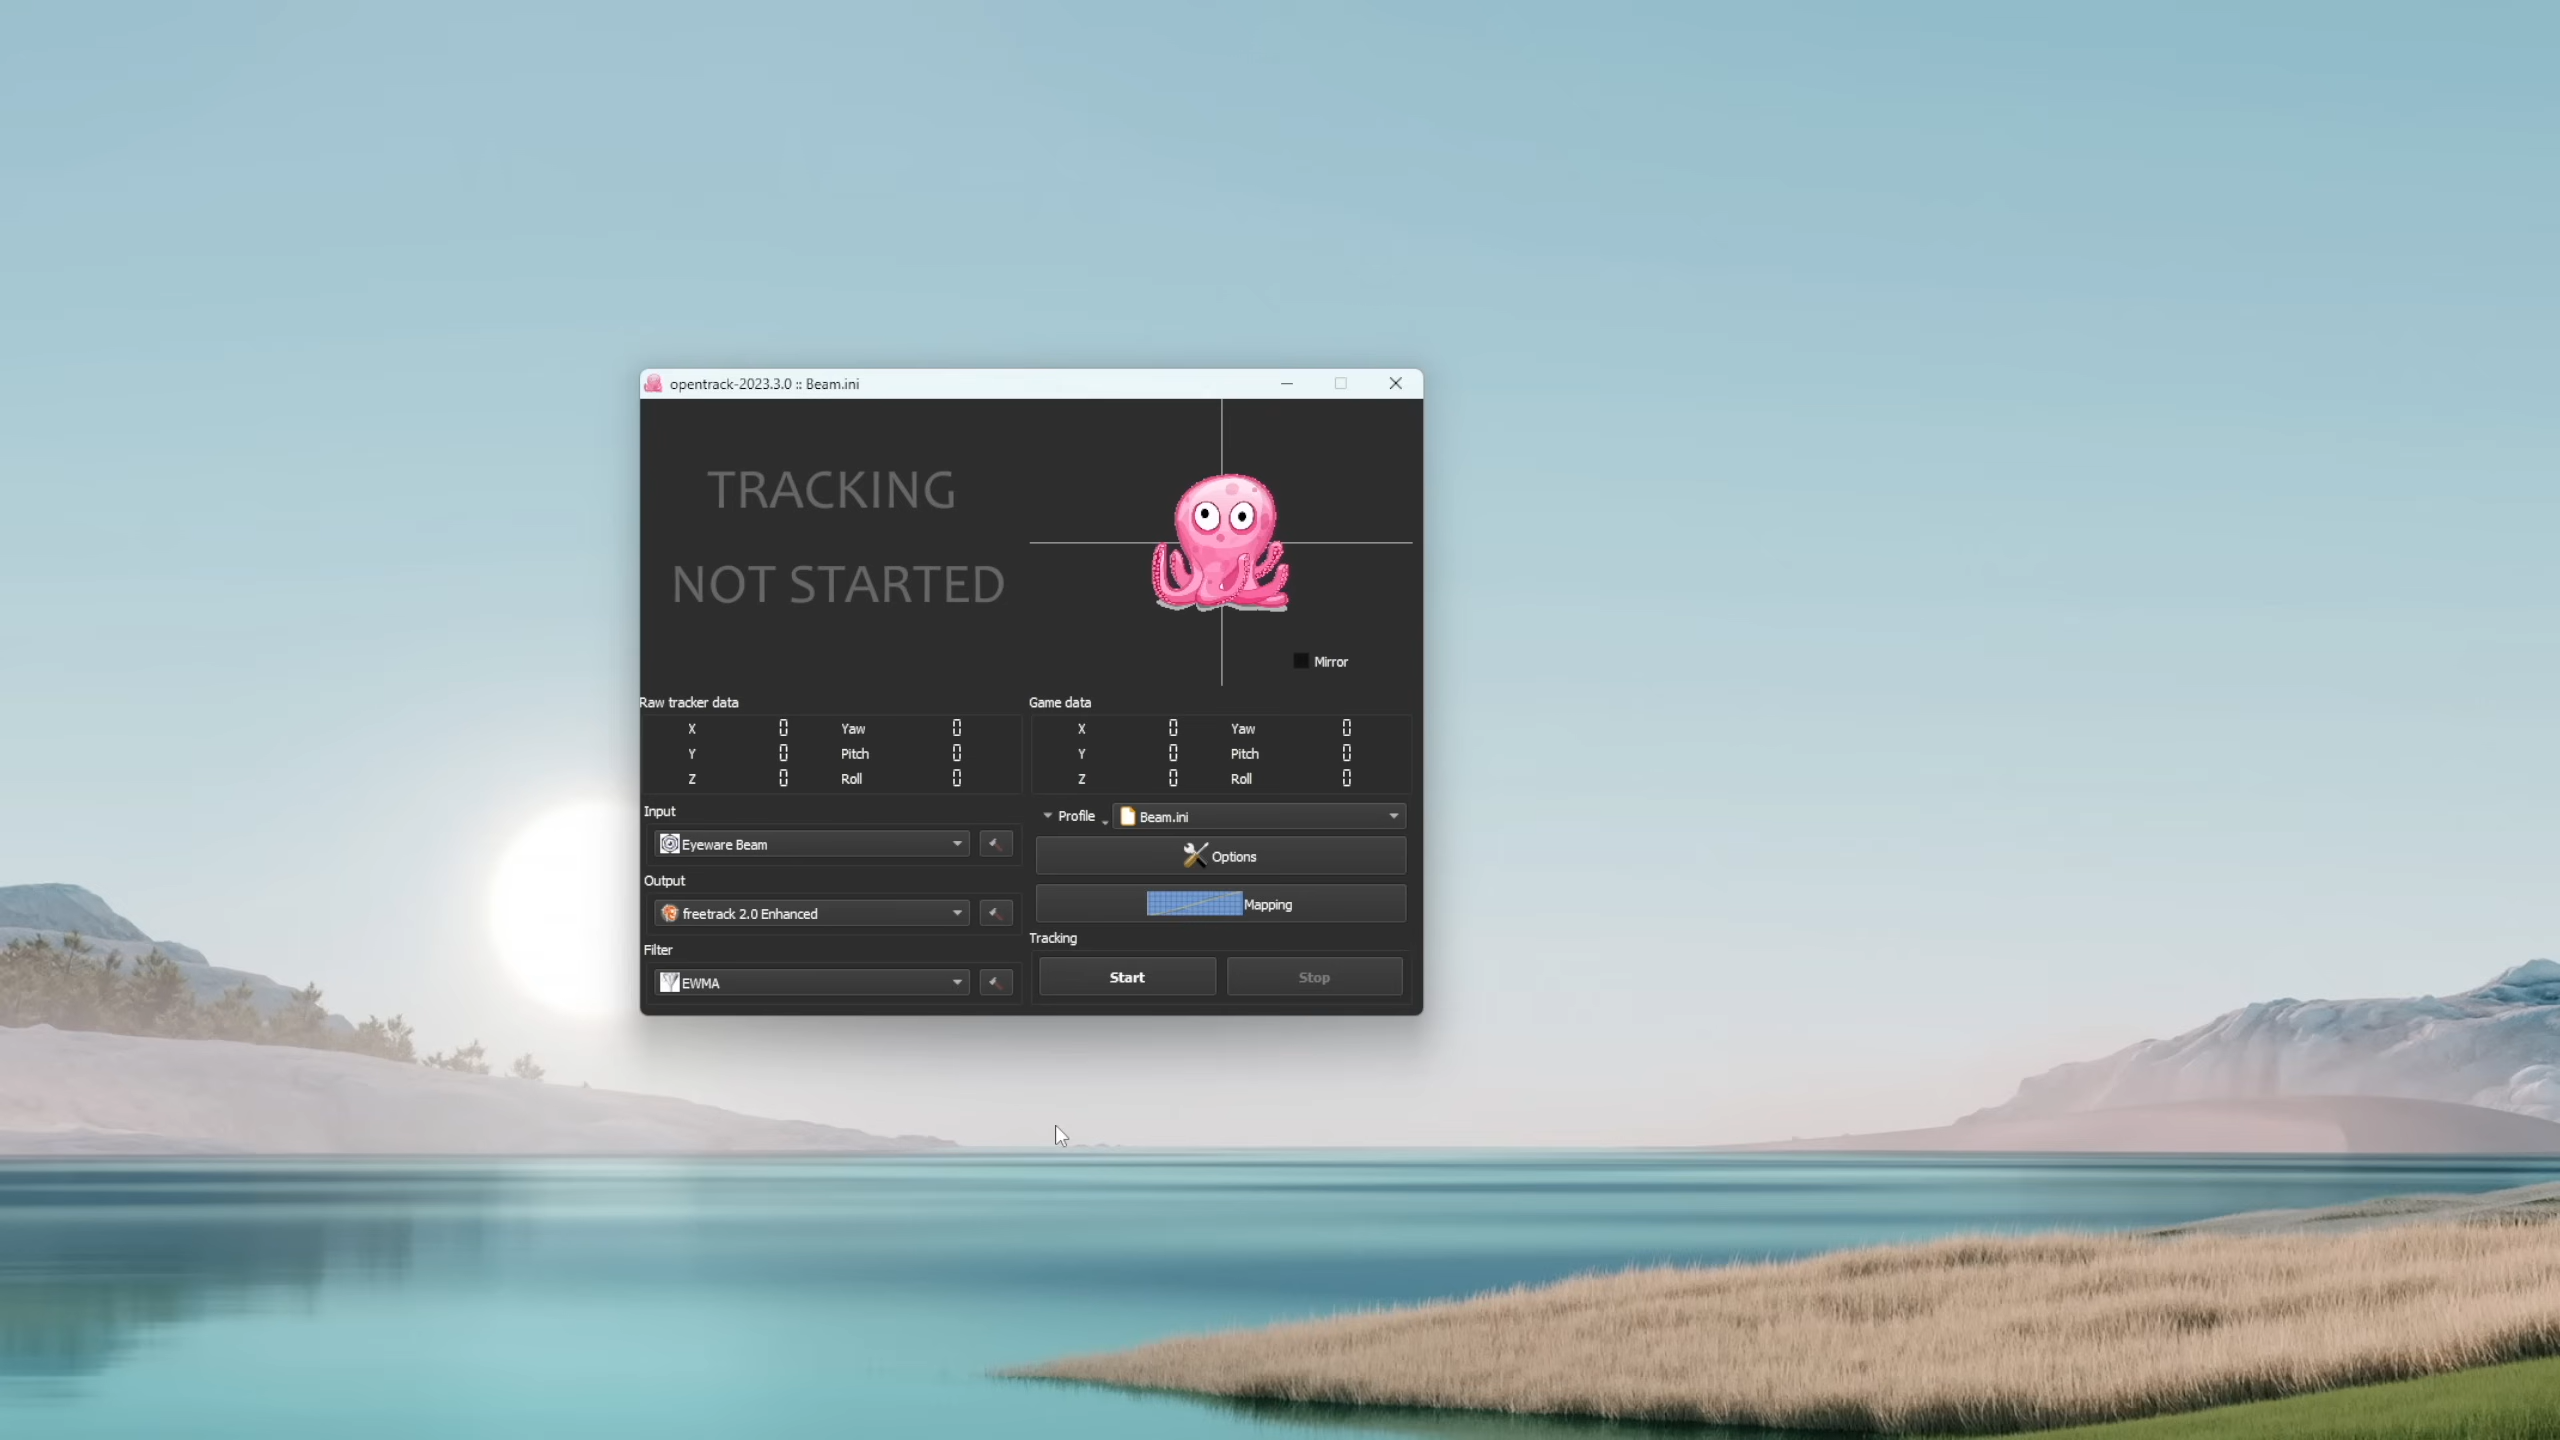 opentrack-2023.3.0 :: Beam.ini
TRACKING
NOT STARTED
Mirror
Raw tracker data
X 0 Yaw 0
Y 0 Pitch 0
Z 0 Roll 0
Game data
X 0 Yaw 0
Y 0 Pitch 0
Z 0 Roll 0
Input
Eyeware Beam
Output
freetrack 2.0 Enhanced
Filter
EWMA
Profile Beam.ini
Options
Mapping
Tracking
Start Stop